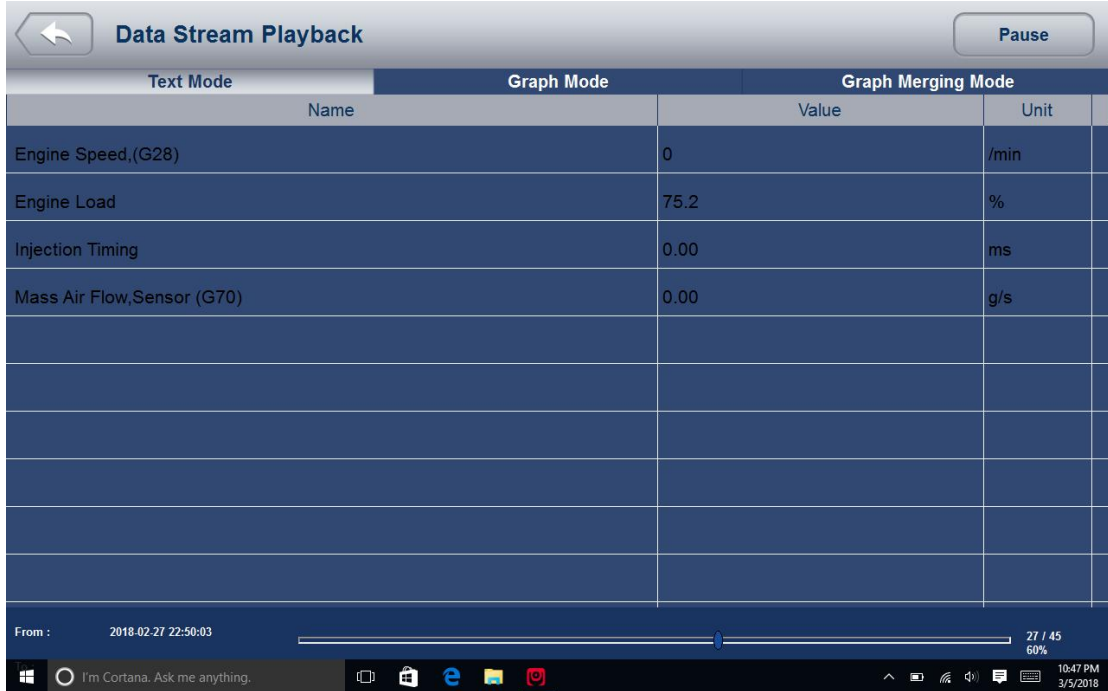 Data Stream Playback
Pause
Text Mode Graph Mode Graph Merging Mode
Name Value Unit
Engine Speed,(G28) 0 /min
Engine Load 75.2 %
Injection Timing 0.00 ms
Mass Air Flow,Sensor (G70) 0.00 g/s
From : 2018-02-27 22:50:03
27 / 45
60%
I'm Cortana. Ask me anything.
10:47 PM
3/5/2018